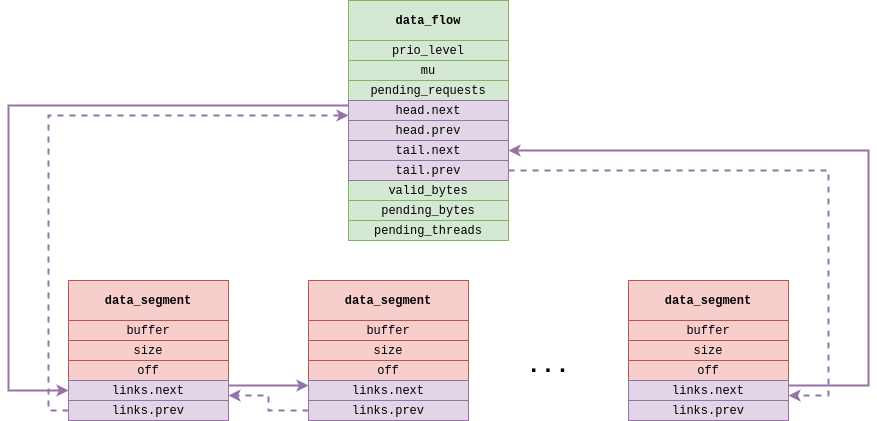 data_flow
prio_level
mu
pending_requests
head.next
head.prev
tail.next
tail.prev
valid_bytes
pending_bytes
pending_threads
data_segment
buffer
size
off
links.next
links.prev
data_segment
buffer
size
off
links.next
links.prev
...
data_segment
buffer
size
off
links.next
links.prev